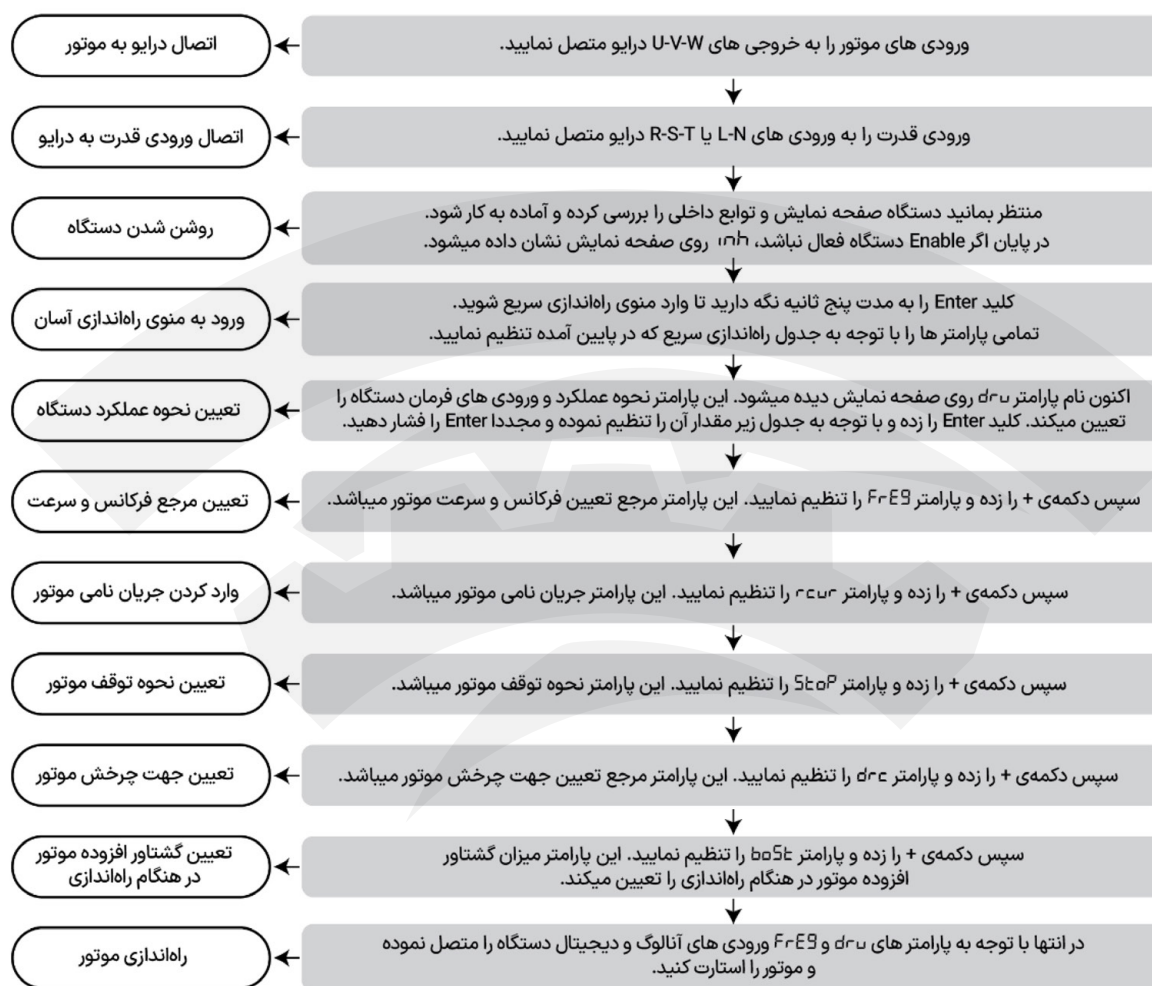 ورودی های موتور را به خروجی های U-V-W درایو متصل نمایید.
اتصال درایو به موتور
ورودی قدرت را به ورودی های L-N یا R-S-T درایو متصل نمایید.
اتصال ورودی قدرت به درایو
منتظر بمانید دستگاه صفحه نمایش و توابع داخلی را بررسی کرده و آماده به کار شود.
در پایان اگر Enable دستگاه فعال نباشد، inh روی صفحه نمایش نشان داده میشود.
روشن شدن دستگاه
کلید Enter را به مدت پنج ثانیه نگه دارید تا وارد منوی راه‌اندازی سریع شوید.
تمامی پارامتر ها را با توجه به جدول راه‌اندازی سریع که در پایین آمده تنظیم نمایید.
ورود به منوی راه‌اندازی آسان
اکنون نام پارامتر dru روی صفحه نمایش دیده میشود. این پارامتر نحوه عملکرد و ورودی های فرمان دستگاه را
تعیین میکند. کلید Enter را زده و با توجه به جدول زیر مقدار آن را تنظیم نموده و مجددا Enter را فشار دهید.
تعیین نحوه عملکرد دستگاه
سپس دکمه‌ی + را زده و پارامتر FrEq را تنظیم نمایید. این پارامتر مرجع تعیین فرکانس و سرعت موتور میباشد.
تعیین مرجع فرکانس و سرعت
سپس دکمه‌ی + را زده و پارامتر rcur را تنظیم نمایید. این پارامتر جریان نامی موتور میباشد.
وارد کردن جریان نامی موتور
سپس دکمه‌ی + را زده و پارامتر StoP را تنظیم نمایید. این پارامتر نحوه توقف موتور میباشد.
تعیین نحوه توقف موتور
سپس دکمه‌ی + را زده و پارامتر drc را تنظیم نمایید. این پارامتر مرجع تعیین جهت چرخش موتور میباشد.
تعیین جهت چرخش موتور
سپس دکمه‌ی + را زده و پارامتر boSt را تنظیم نمایید. این پارامتر میزان گشتاور
افزوده موتور در هنگام راه‌اندازی را تعیین میکند.
تعیین گشتاور افزوده موتور
در هنگام راه‌اندازی
در انتها با توجه به پارامتر های dru و FrEq ورودی های آنالوگ و دیجیتال دستگاه را متصل نموده
و موتور را استارت کنید.
راه‌اندازی موتور